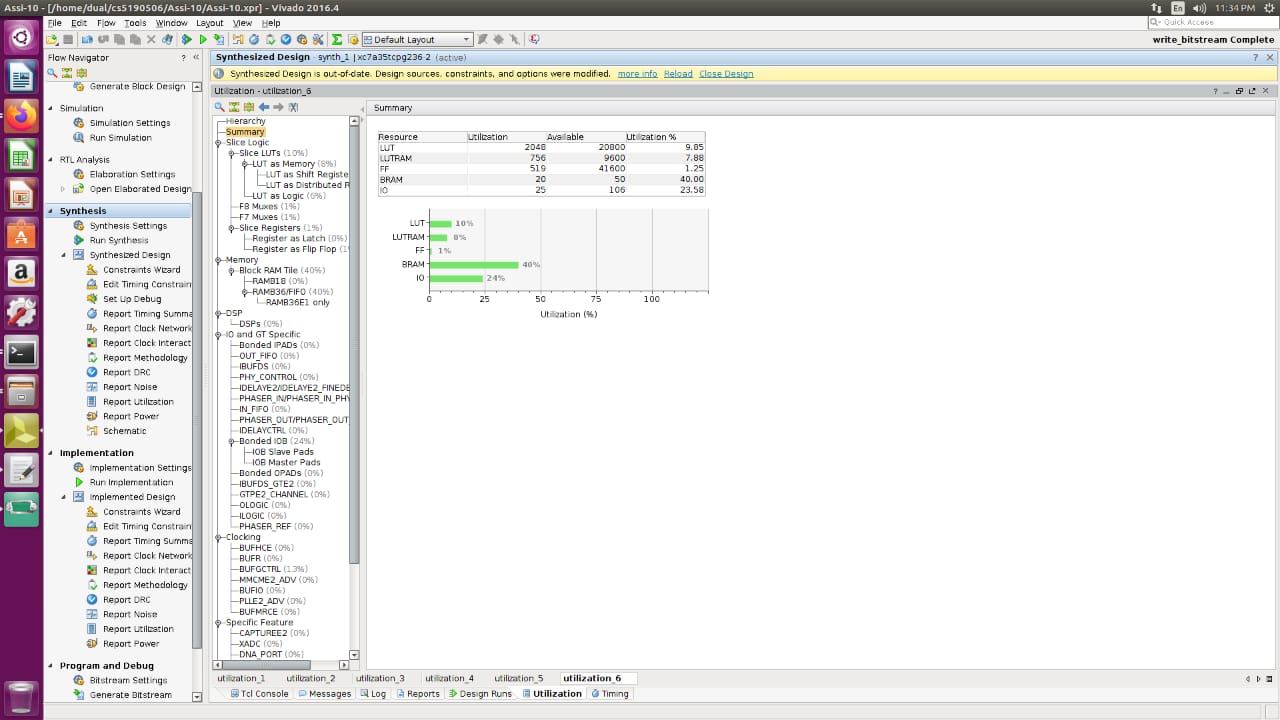 Assi-10 - [/home/dual/cs5190506/Assi-10/Assi-10.xpr] - Vivado 2016.4
En
11:34 PM
File Edit Flow Tools Window Layout View Help
Quick Access
Default Layout
write_bitstream Complete
Flow Navigator
Generate Block Design
Simulation
Simulation Settings
Run Simulation
RTL Analysis
Elaboration Settings
Open Elaborated Design
Synthesis
Synthesis Settings
Run Synthesis
Synthesized Design
Constraints Wizard
Edit Timing Constrain
Set Up Debug
Report Timing Summa
Report Clock Network
Report Clock Interact
Report Methodology
Report DRC
Report Noise
Report Utilization
Report Power
Schematic
Implementation
Implementation Settings
Run Implementation
Implemented Design
Constraints Wizard
Edit Timing Constrain
Report Timing Summa
Report Clock Network
Report Clock Interact
Report Methodology
Report DRC
Report Noise
Report Utilization
Report Power
Program and Debug
Bitstream Settings
Generate Bitstream
Synthesized Design - synth_1 | xc7a35tcpg236-2 (active)
Synthesized Design is out-of-date. Design sources, constraints, and options were modified. more info Reload Close Design
Utilization - utilization_6
Hierarchy
Summary
Slice Logic
Slice LUTs (10%)
LUT as Memory (8%)
LUT as Shift Registe
LUT as Distributed R
LUT as Logic (6%)
F8 Muxes (1%)
F7 Muxes (1%)
Slice Registers (1%)
Register as Latch (0%)
Register as Flip Flop (1%
Memory
Block RAM Tile (40%)
RAMB18 (0%)
RAMB36/FIFO (40%)
RAMB36E1 only
DSP
DSPs (0%)
IO and GT Specific
Bonded IPADs (0%)
OUT_FIFO (0%)
IBUFDS (0%)
PHY_CONTROL (0%)
IDELAYE2/IDELAYE2_FINEDE
PHASER_IN/PHASER_IN_PHY
IN_FIFO (0%)
PHASER_OUT/PHASER_OUT
IDELAYCTRL (0%)
Bonded IOB (24%)
IOB Slave Pads
IOB Master Pads
Bonded OPADs (0%)
IBUFDS_GTE2 (0%)
GTPE2_CHANNEL (0%)
OLOGIC (0%)
ILOGIC (0%)
PHASER_REF (0%)
Clocking
BUFHCE (0%)
BUFR (0%)
BUFGCTRL (13%)
MMCME2_ADV (0%)
BUFIO (0%)
PLLE2_ADV (0%)
BUFMRCE (0%)
Specific Feature
CAPTUREE2 (0%)
XADC (0%)
DNA_PORT (0%)
Summary
Resource Utilization Available Utilization %
LUT 2048 20800 9.85
LUTRAM 756 9600 7.88
FF 519 41600 1.25
BRAM 20 50 40.00
IO 25 106 23.58
LUT 10%
LUTRAM 8%
FF 1%
BRAM 40%
IO 24%
0 25 50 75 100
Utilization (%)
utilization_1 utilization_2 utilization_3 utilization_4 utilization_5 utilization_6
Tcl Console Messages Log Reports Design Runs Utilization Timing